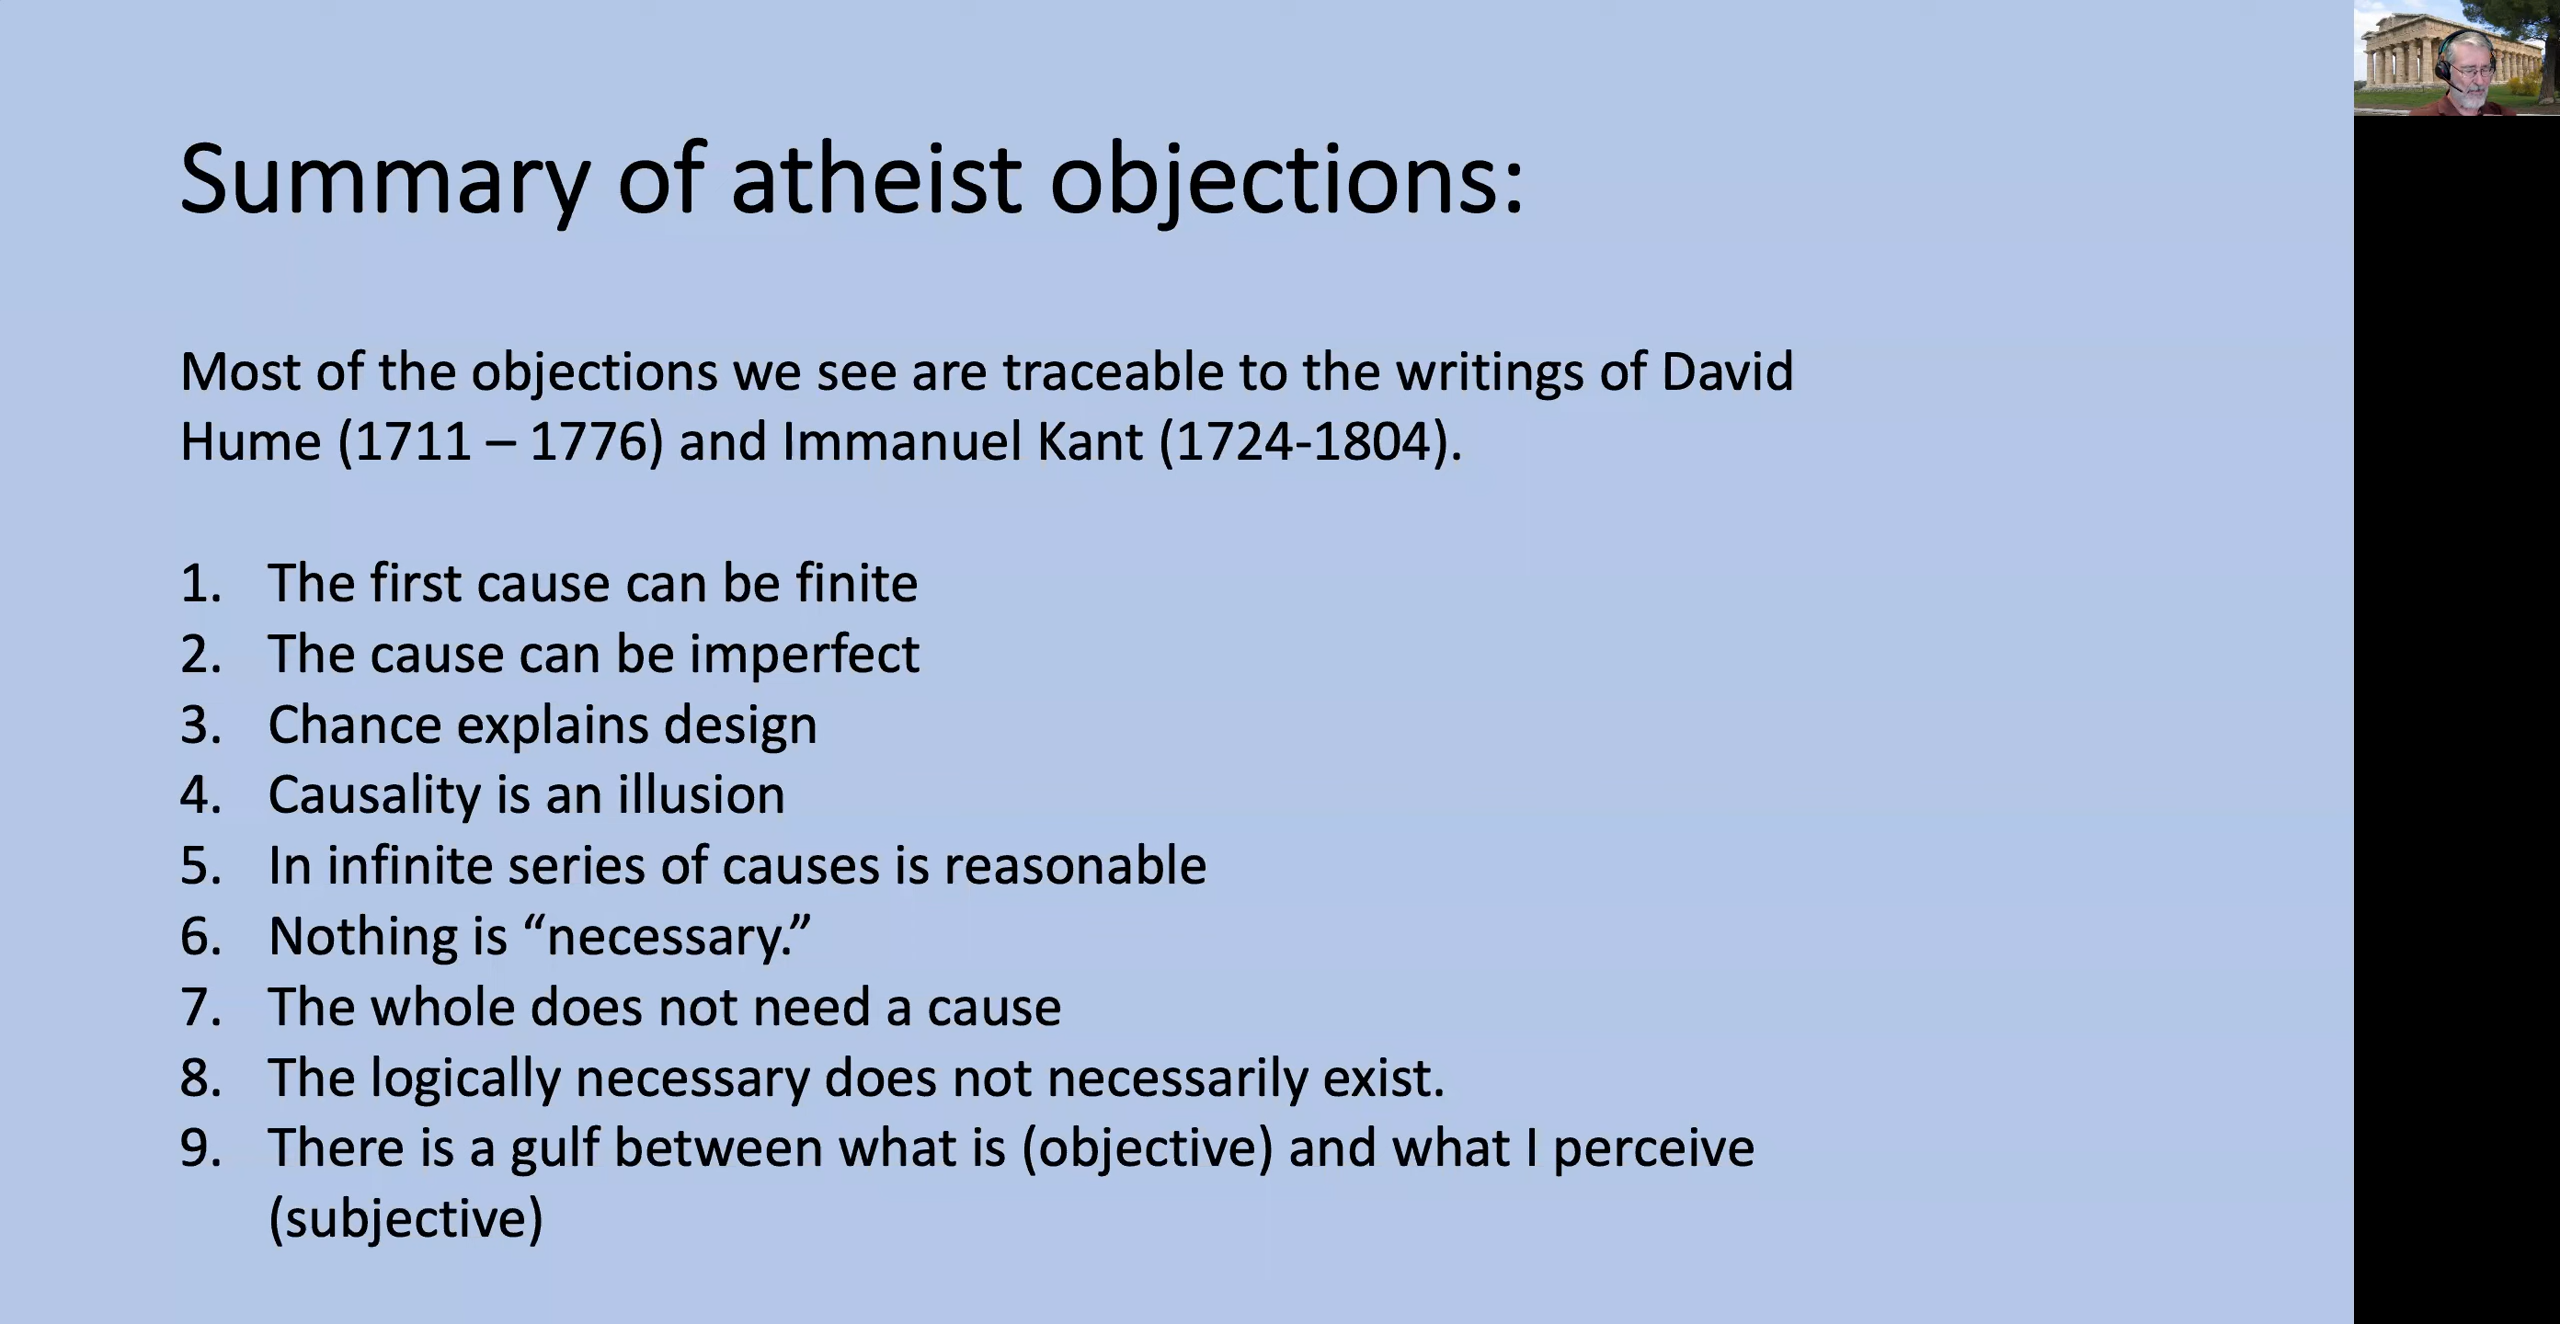 Summary of atheist objections:
Most of the objections we see are traceable to the writings of David
Hume (1711 – 1776) and Immanuel Kant (1724-1804).
1. The first cause can be finite
2. The cause can be imperfect
3. Chance explains design
4. Causality is an illusion
5. In infinite series of causes is reasonable
6. Nothing is “necessary.”
7. The whole does not need a cause
8. The logically necessary does not necessarily exist.
9. There is a gulf between what is (objective) and what I perceive
(subjective)